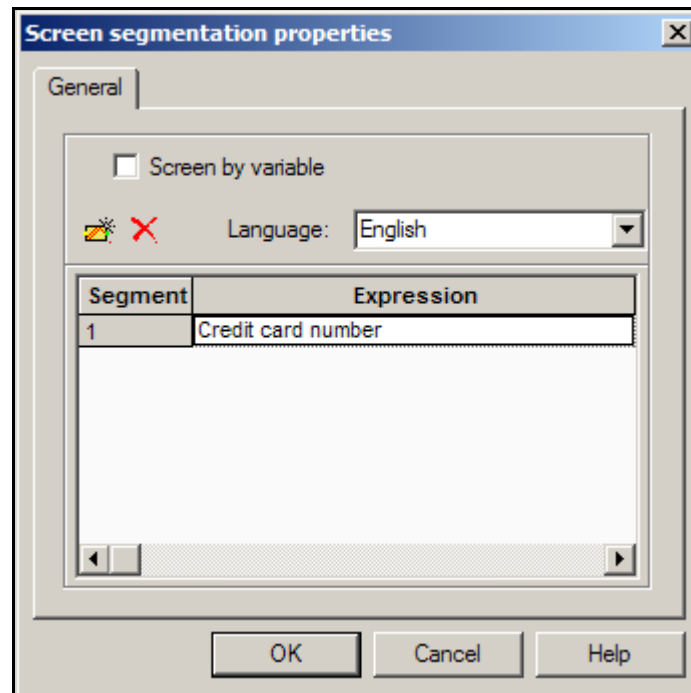 Screen segmentation properties
General
Screen by variable
Language: English
Segment Expression
1 Credit card number
OK Cancel Help